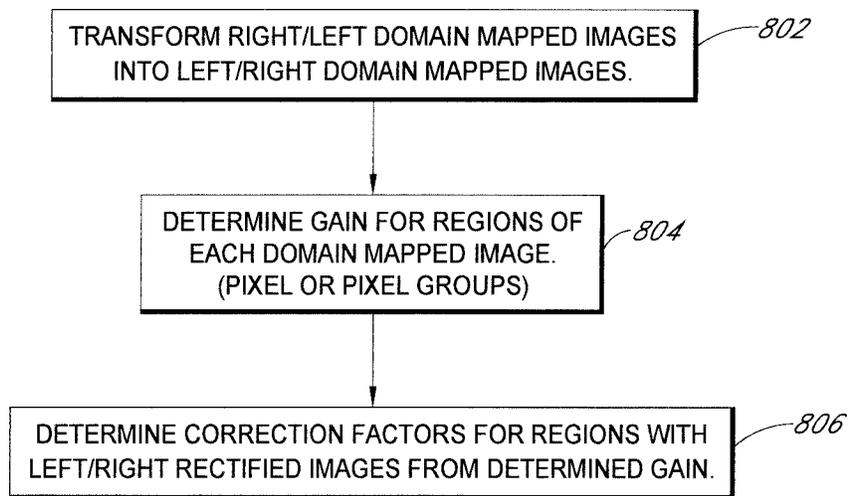 TRANSFORM RIGHT/LEFT DOMAIN MAPPED IMAGES
INTO LEFT/RIGHT DOMAIN MAPPED IMAGES.
802
DETERMINE GAIN FOR REGIONS OF
EACH DOMAIN MAPPED IMAGE.
(PIXEL OR PIXEL GROUPS)
804
DETERMINE CORRECTION FACTORS FOR REGIONS WITH
LEFT/RIGHT RECTIFIED IMAGES FROM DETERMINED GAIN.
806